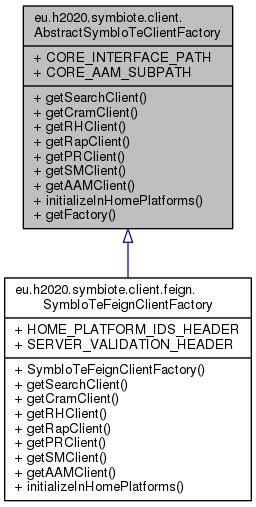 eu.h2020.symbiote.client.
AbstractSymbIoTeClientFactory
+ CORE_INTERFACE_PATH
+ CORE_AAM_SUBPATH
+ getSearchClient()
+ getCramClient()
+ getRHClient()
+ getRapClient()
+ getPRClient()
+ getSMClient()
+ getAAMClient()
+ initializeInHomePlatforms()
+ getFactory()
eu.h2020.symbiote.client.feign.
SymbIoTeFeignClientFactory
+ HOME_PLATFORM_IDS_HEADER
+ SERVER_VALIDATION_HEADER
+ SymbIoTeFeignClientFactory()
+ getSearchClient()
+ getCramClient()
+ getRHClient()
+ getRapClient()
+ getPRClient()
+ getSMClient()
+ getAAMClient()
+ initializeInHomePlatforms()